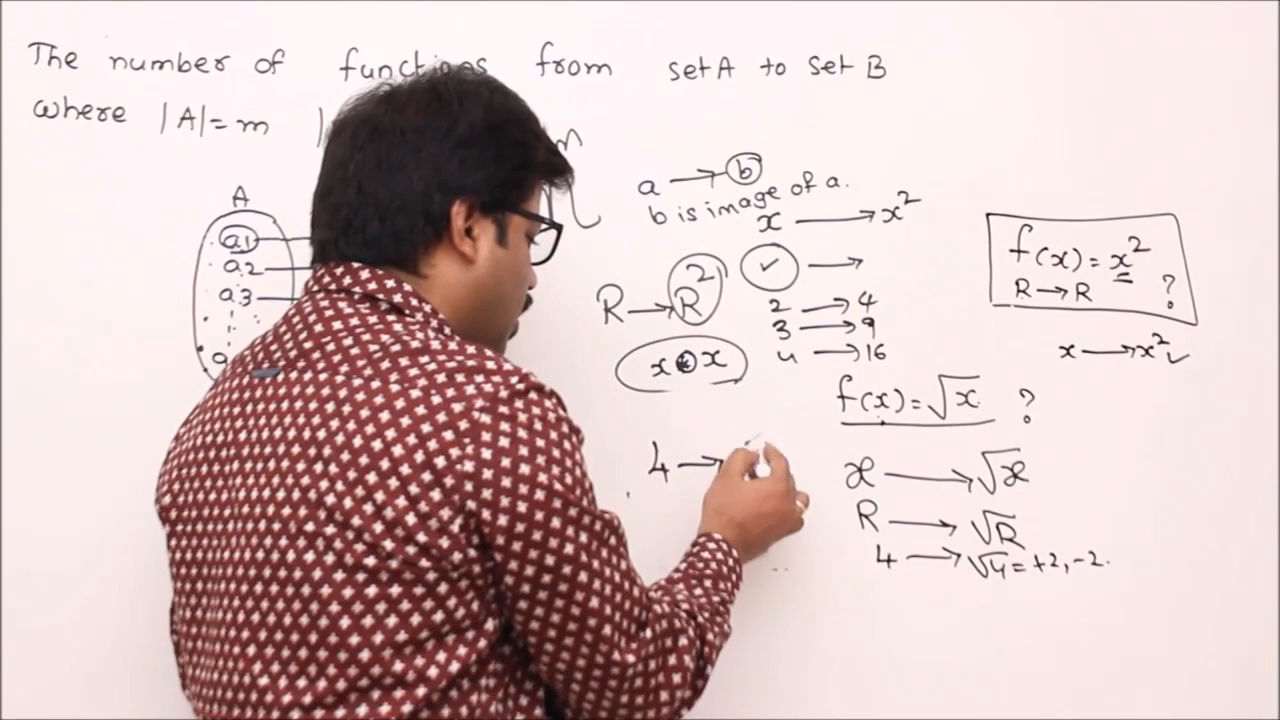 The number of functions from set A to set B
where |A|=m | m
n
A
a1
a2
a3
a
a → b
b is image of a.
x → x²
R → R²
✓ →
2 → 4
3 → 9
4 → 16
x • x
f(x) = x²
R → R ?
x → x² ✓
f(x) = √x ?
4 →
x → √x
R → √R
4 → √4 = +2, -2.